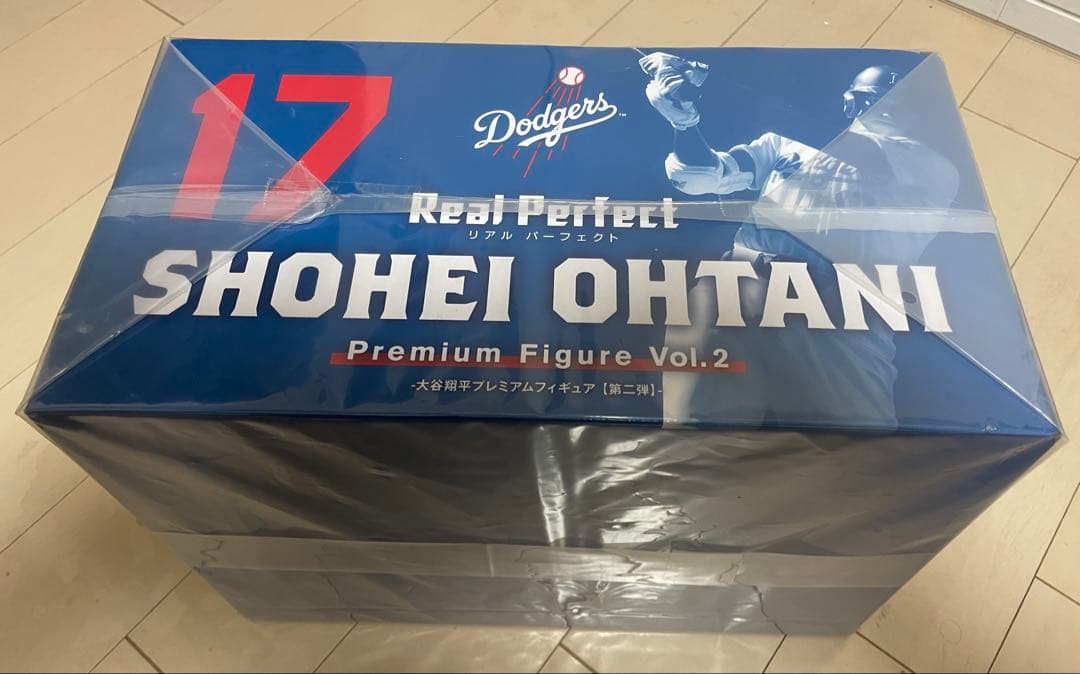 17
Dodgers™
Real Perfect
リアル パーフェクト
SHOHEI OHTANI
Premium Figure Vol.2
-大谷翔平プレミアムフィギュア【第二弾】-